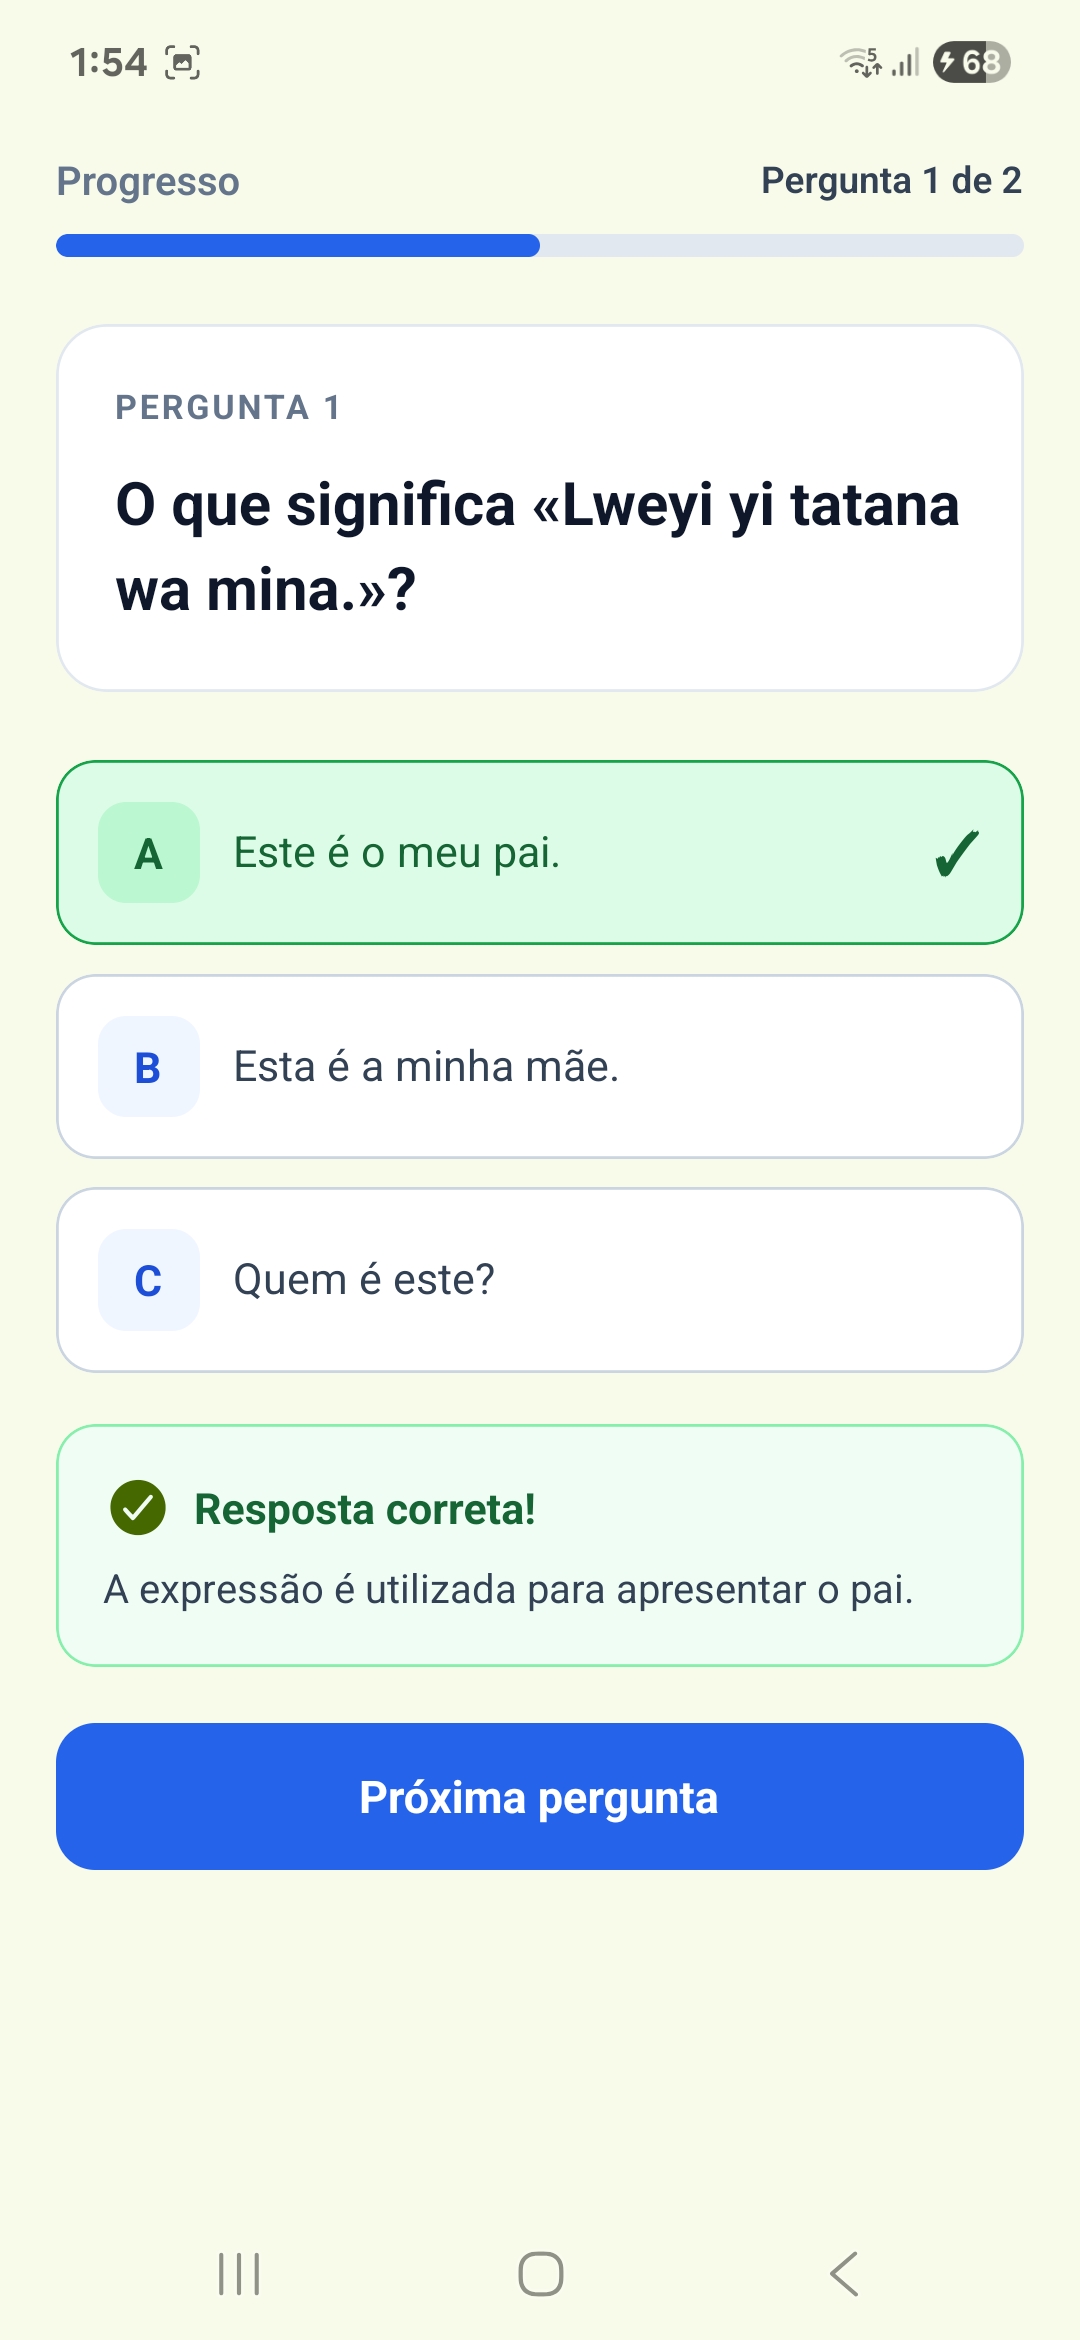 1:54
5
68
Progresso
Pergunta 1 de 2
PERGUNTA 1
O que significa «Lweyi yi tatana
wa mina.»?
A
Este é o meu pai.
B
Esta é a minha mãe.
C
Quem é este?
Resposta correta!
A expressão é utilizada para apresentar o pai.
Próxima pergunta